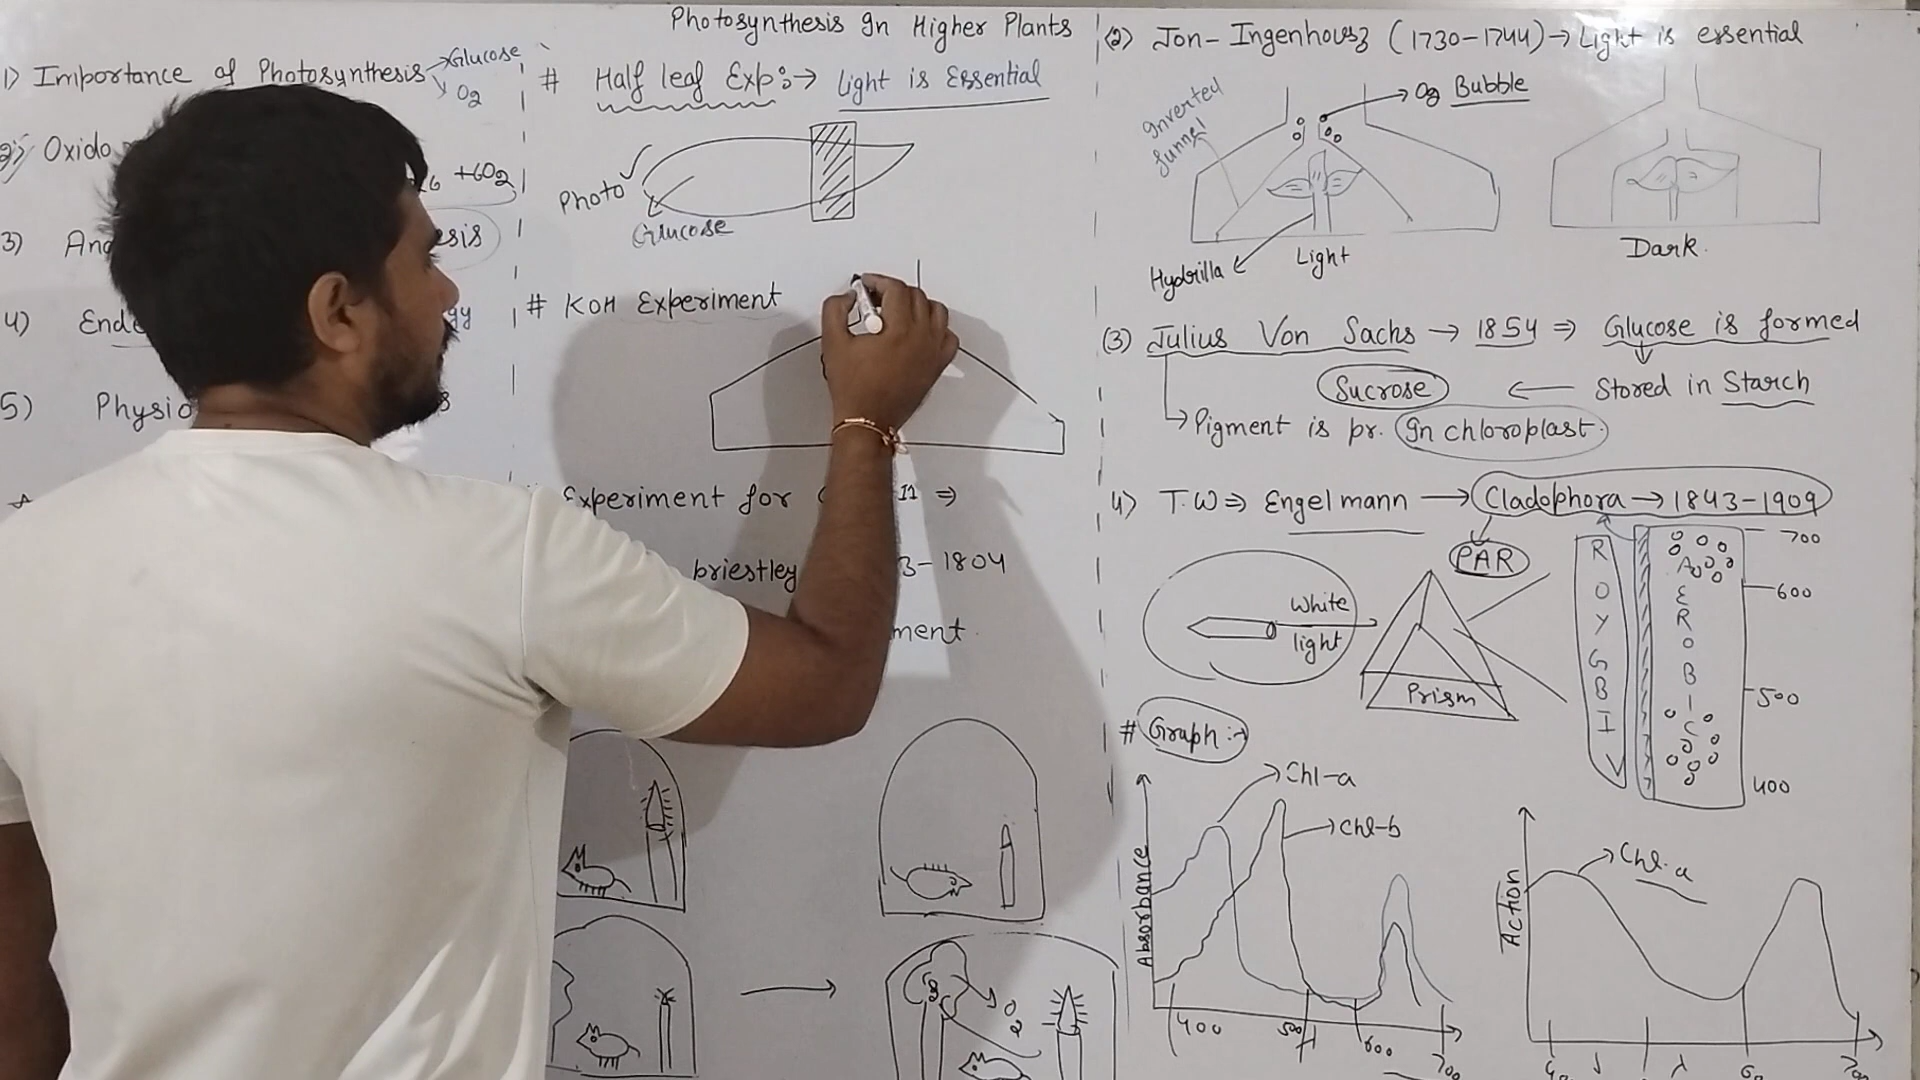 Photosynthesis In Higher Plants
1) Importance of Photosynthesis → Glucose
O2
2) Oxido
+6O2
3)
esis
4) Ende
gy
5) Physio
s
# Half leaf Exp:→ Light is Essential
Photo ✓
Glucose
# KOH Experiment
Experiment for
⇒
briestley
3-1804
ment.
O2
(2) Jon-Ingenhousz (1730-1744) → Light is essential
Inverted
funnel
O2 Bubble
Hydrilla
Light
Dark.
(3) Julius Von Sachs → 1854 ⇒ Glucose is formed
Sucrose ← Stored in Starch
→ Pigment is pr. In chloroplast.
4) T.W ⇒ Engelmann → Cladophora → 1843-1909
PAR
White
light
Prism
R
O
Y
G
B
I
V
A
E
R
O
B
I
C
700
600
500
400
# Graph :→
Absorbance
Chl-a
Chl-b
400
500
600
700
Action
Chl-a
λ
700